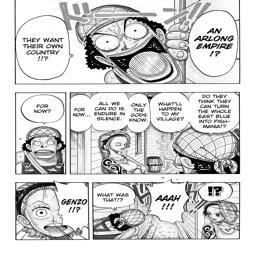 AN
ARLONG
EMPIRE
!?
THEY WANT
THEIR OWN
COUNTRY
!!?
DO THEY
THINK THEY
CAN TURN
THE WHOLE
EAST BLUE
INTO FISH-
MANIA!?
WHAT'LL
HAPPEN TO
MY VILLAGE?
ONLY
THE
GODS
KNOW.
ALL WE
CAN DO IS
ENDURE IN
SILENCE.
FOR
NOW...
FOR
NOW?
!?
AAAH
!!!
WHAT WAS
THAT!?
GENZO
!!?